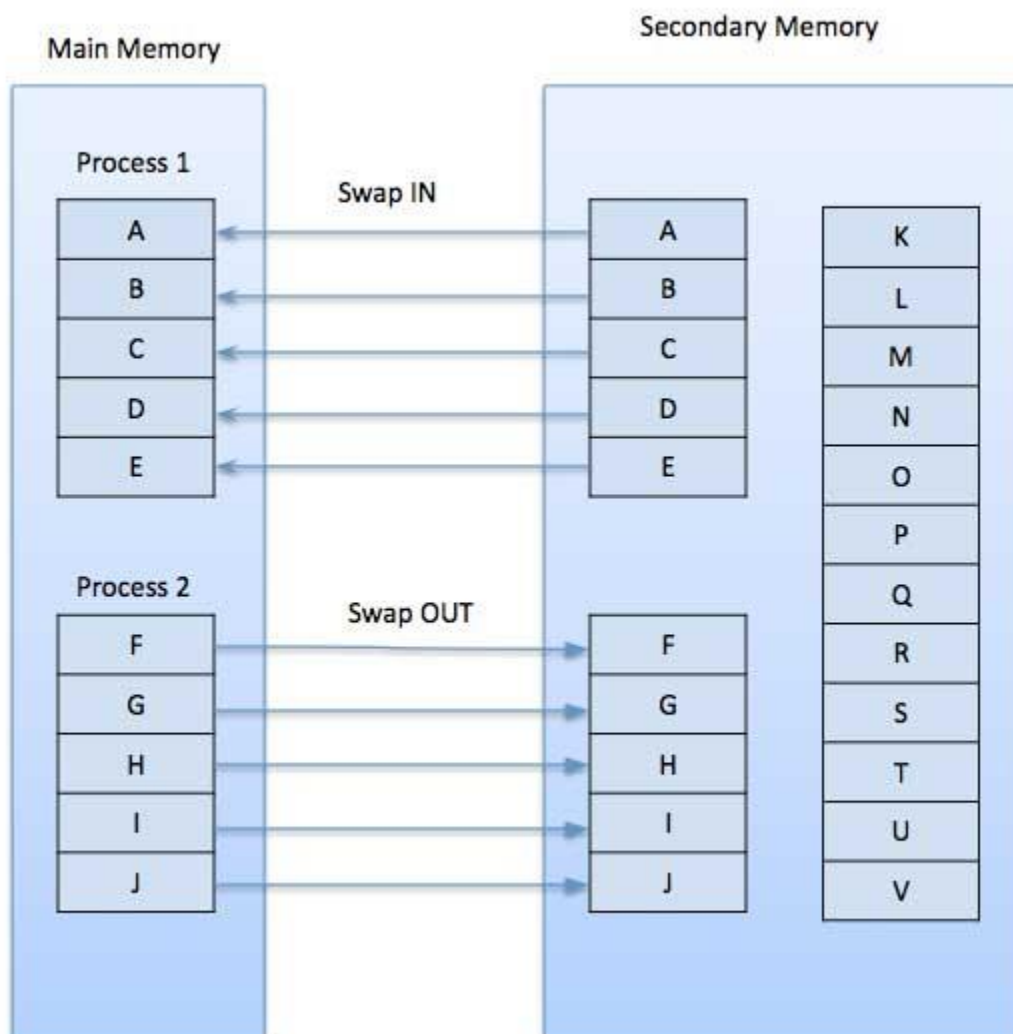 Main Memory
Secondary Memory
Process 1
Swap IN
A
B
C
D
E
Process 2
Swap OUT
F
G
H
I
J
A
B
C
D
E
F
G
H
I
J
K
L
M
N
O
P
Q
R
S
T
U
V